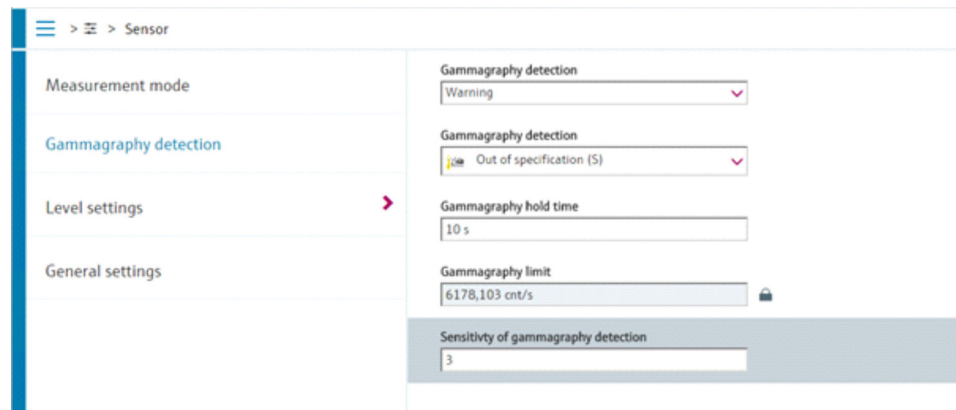 > > Sensor
Measurement mode
Gammagraphy detection
Level settings
General settings
Gammagraphy detection
Warning
Gammagraphy detection
Out of specification (S)
Gammagraphy hold time
10 s
Gammagraphy limit
6178,103 cnt/s
Sensitivty of gammagraphy detection
3